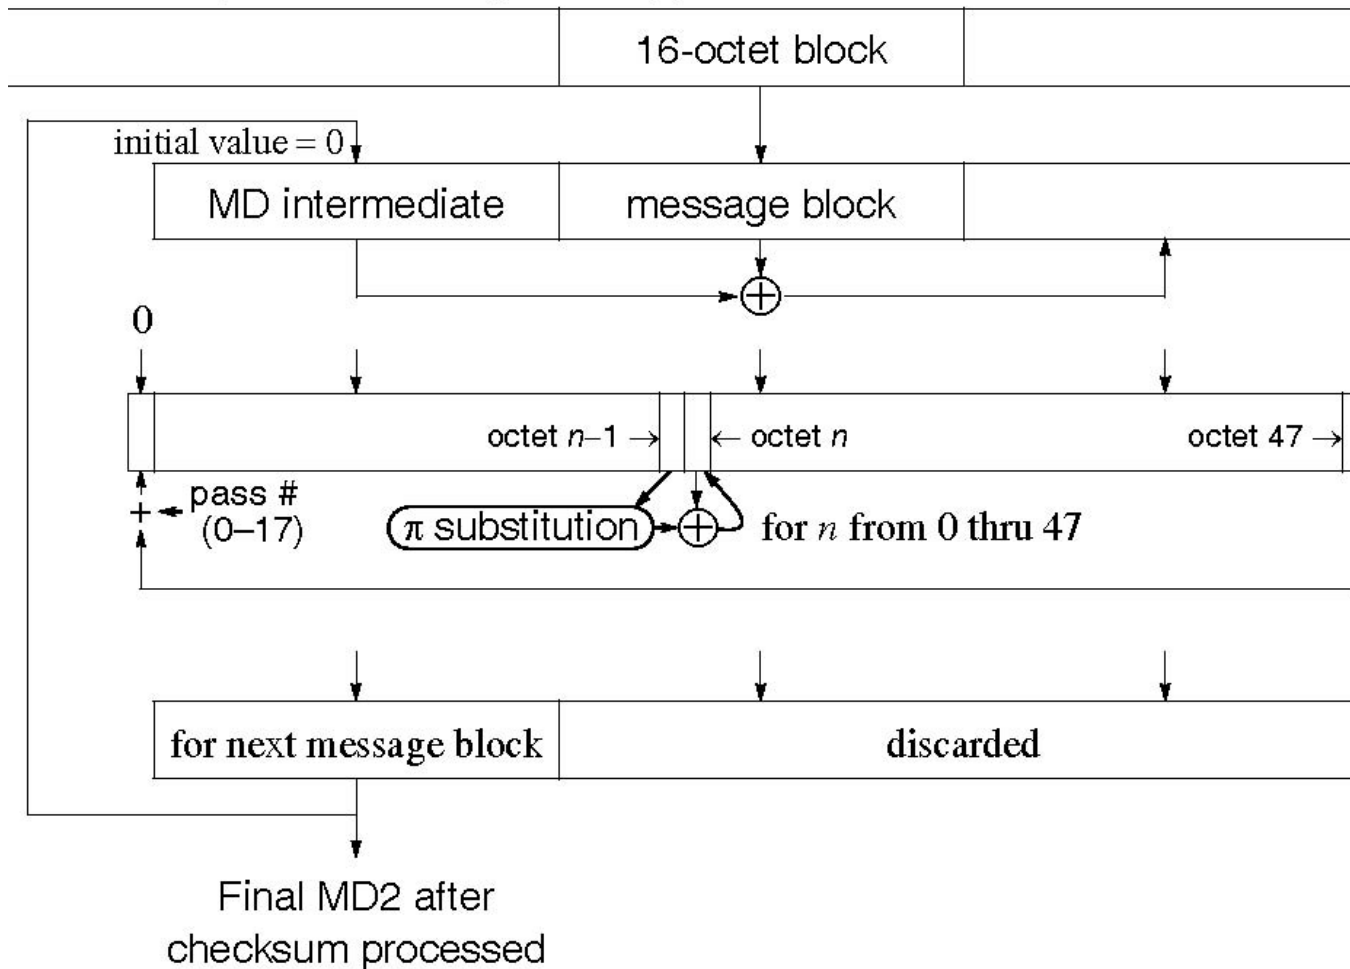 16-octet block
initial value = 0
MD intermediate
message block
0
octet n–1 → ← octet n
octet 47 →
pass #
(0–17)
π substitution
for n from 0 thru 47
for next message block
discarded
Final MD2 after
checksum processed